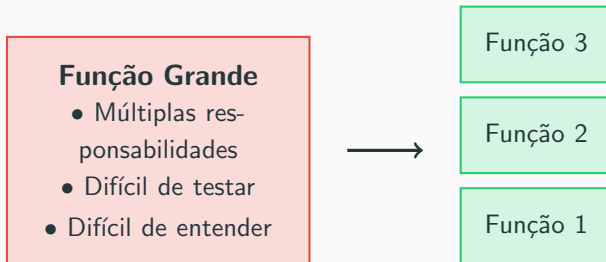 Função Grande
• Múltiplas res-
ponsabilidades
• Difícil de testar
• Difícil de entender
Função 3
Função 2
Função 1